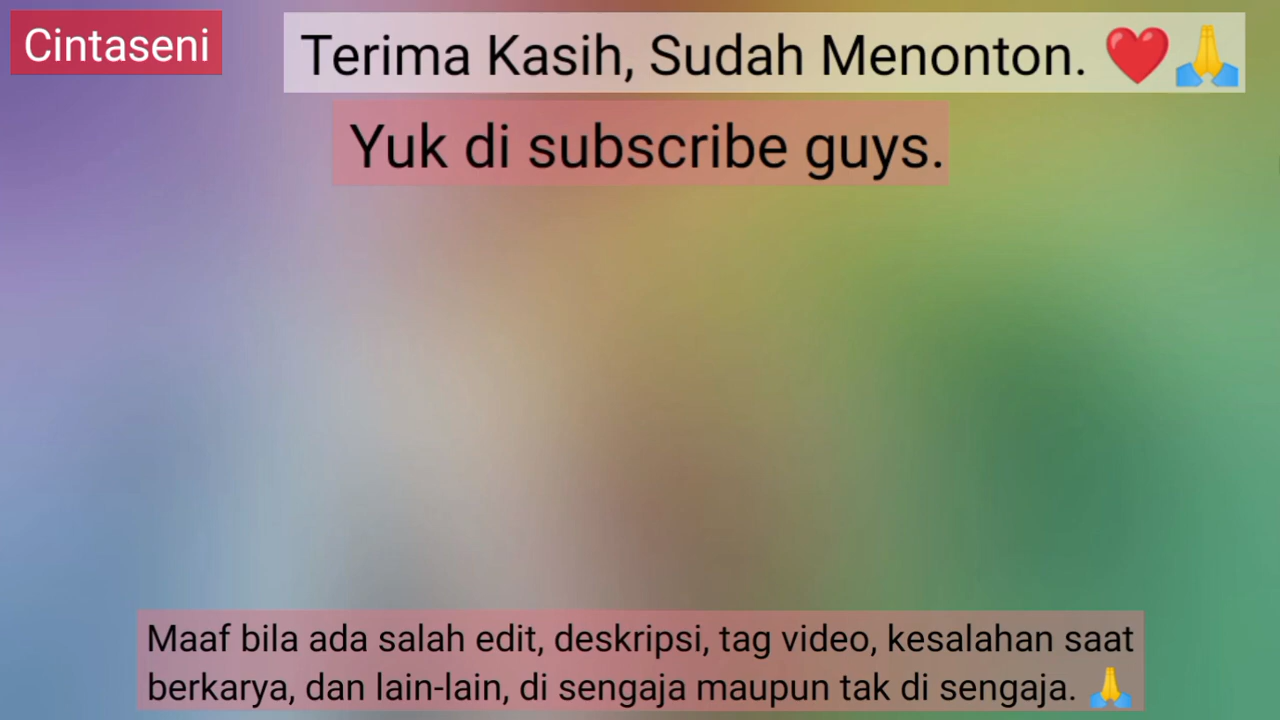 Cintaseni
Terima Kasih, Sudah Menonton. ❤️🙏
Yuk di subscribe guys.
Maaf bila ada salah edit, deskripsi, tag video, kesalahan saat
berkarya, dan lain-lain, di sengaja maupun tak di sengaja. 🙏